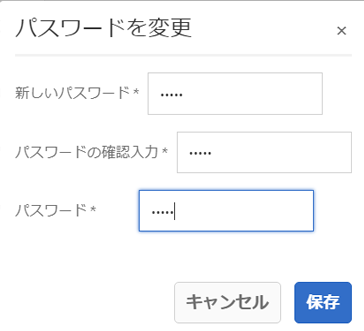 パスワードを変更 ×
新しいパスワード * •••••
パスワードの確認入力 * •••••
パスワード * •••••
キャンセル 保存